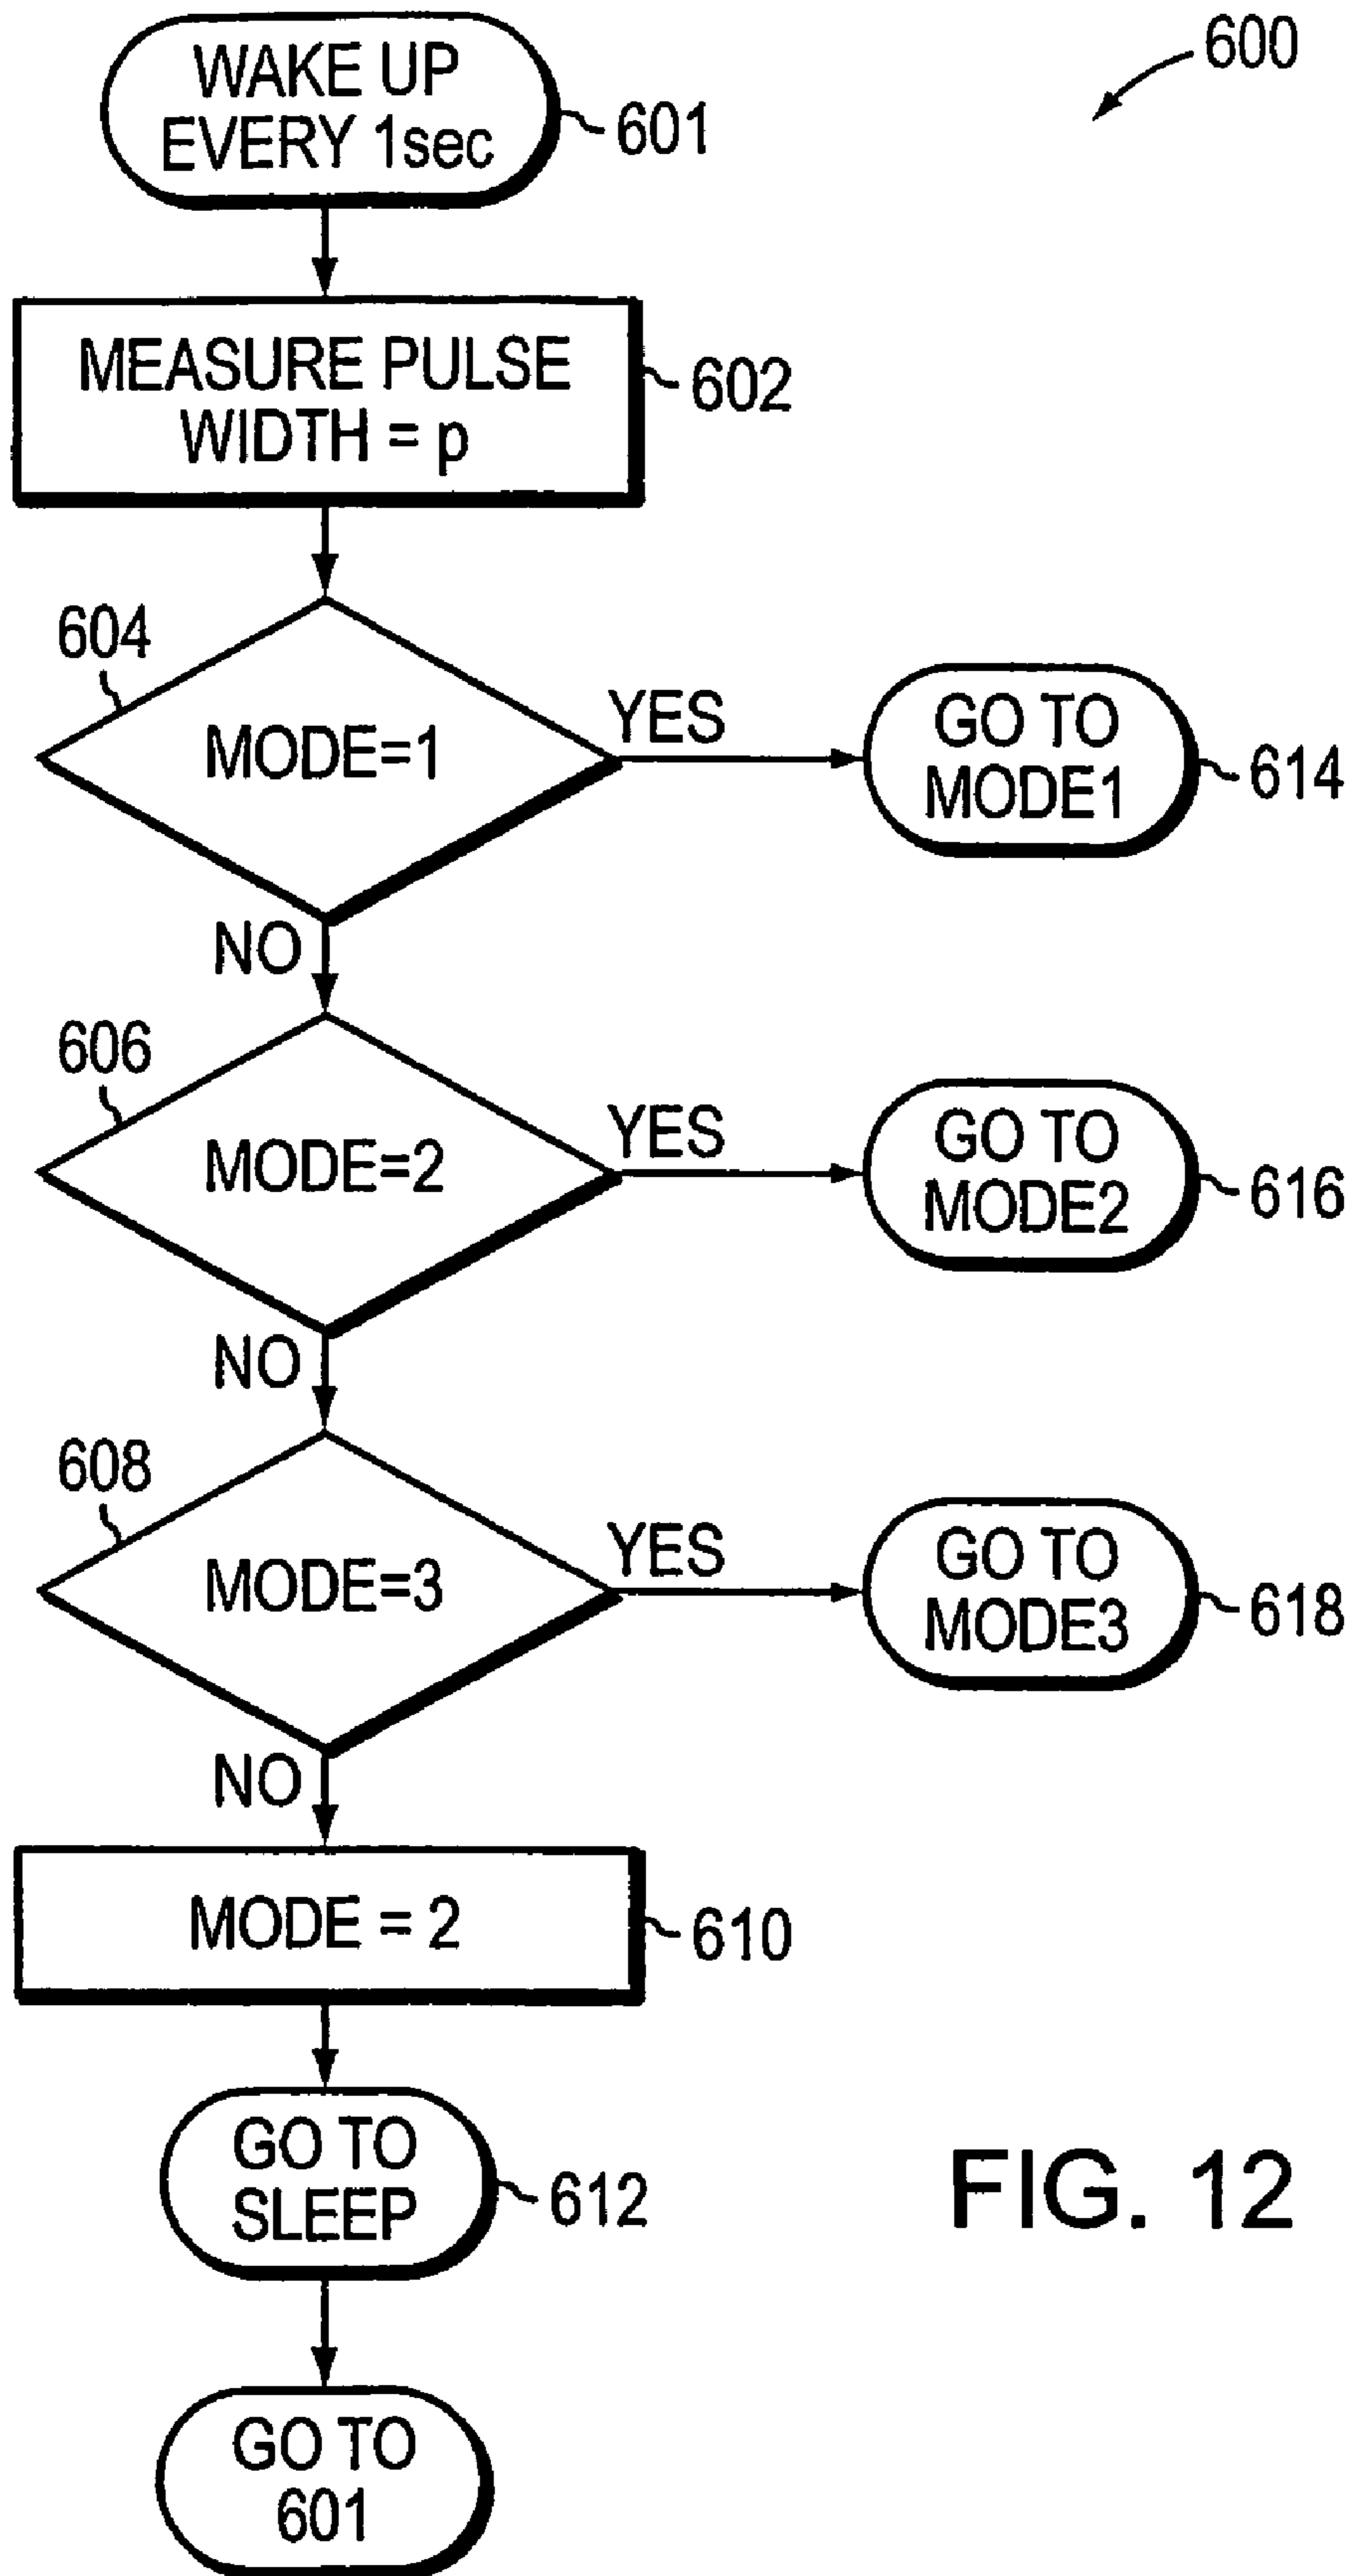 600
WAKE UP
EVERY 1sec
601
MEASURE PULSE
WIDTH = p
602
604
MODE=1
YES
GO TO
MODE1
614
NO
606
MODE=2
YES
GO TO
MODE2
616
NO
608
MODE=3
YES
GO TO
MODE3
618
NO
MODE = 2
610
GO TO
SLEEP
612
FIG. 12
GO TO
601